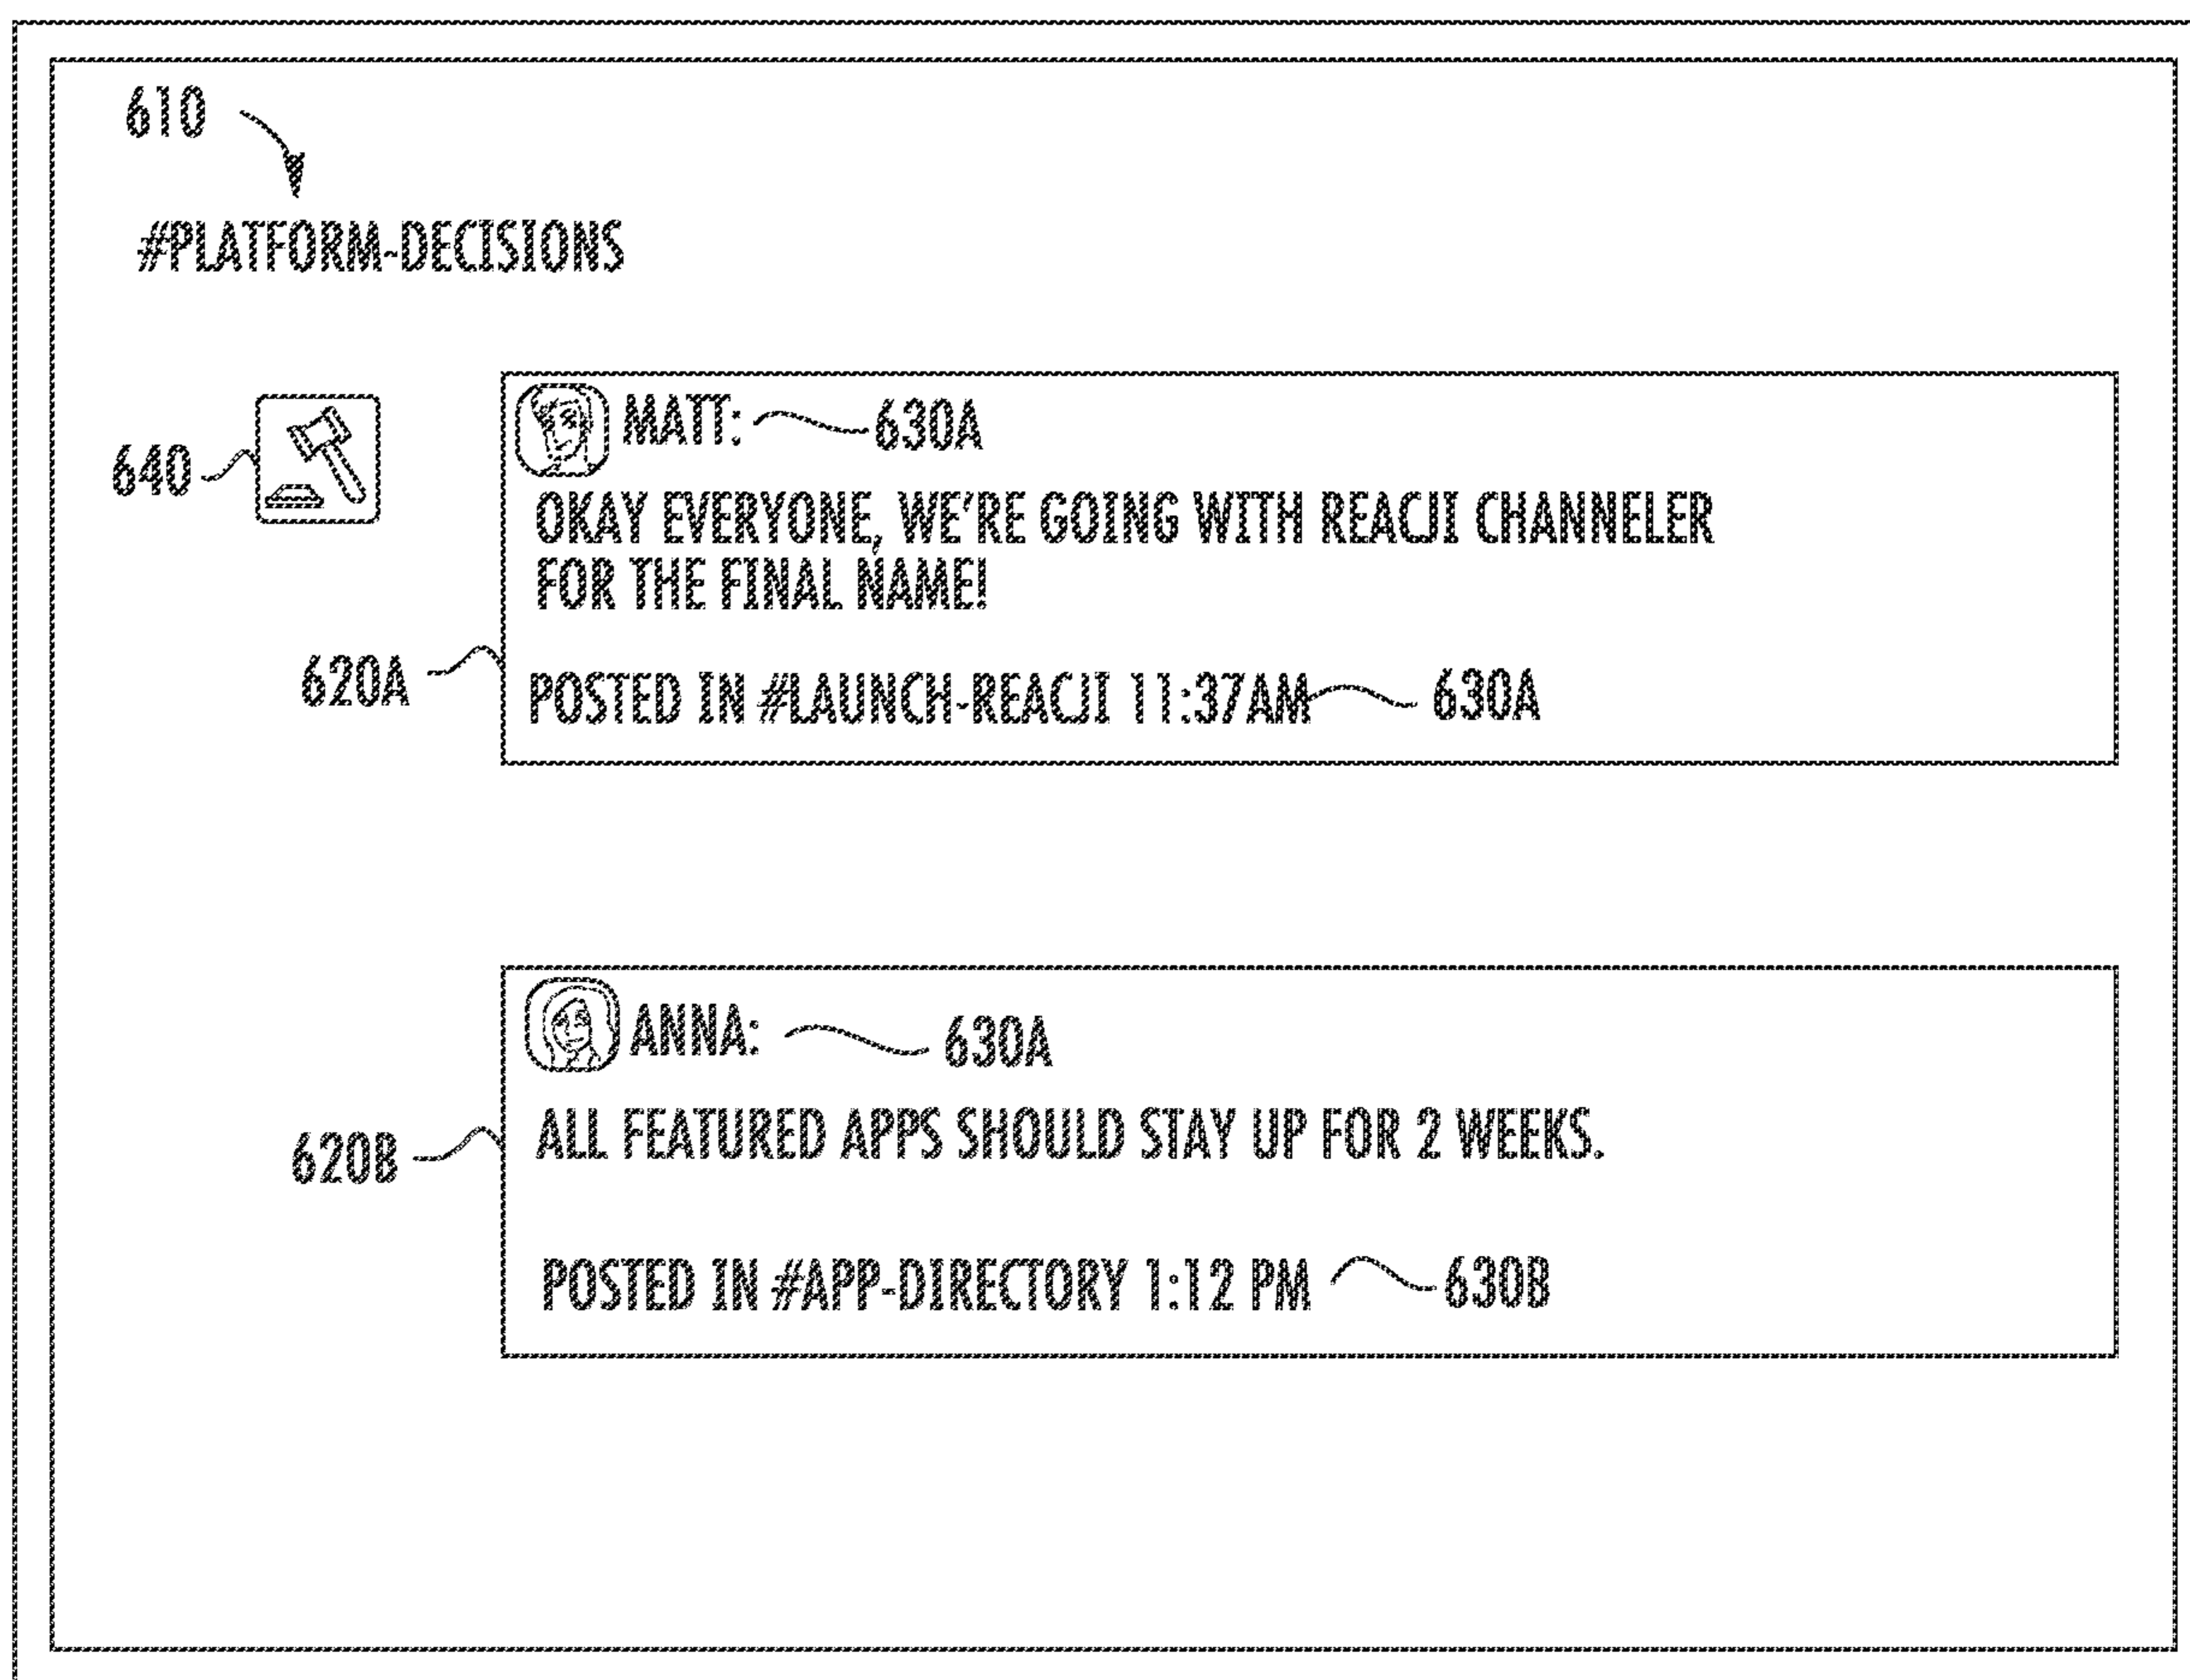 610
#PLATFORM-DECISIONS
640
MATT: 630A
OKAY EVERYONE, WE'RE GOING WITH REACJI CHANNELER
FOR THE FINAL NAME!
620A
POSTED IN #LAUNCH-REACJI 11:37AM 630A
ANNA: 630A
ALL FEATURED APPS SHOULD STAY UP FOR 2 WEEKS.
620B
POSTED IN #APP-DIRECTORY 1:12 PM 630B